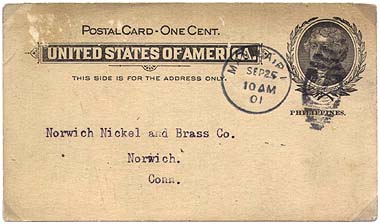 POSTAL CARD - ONE CENT.
UNITED STATES OF AMERICA.
THIS SIDE IS FOR THE ADDRESS ONLY.
SEP 25
10 AM
01
PHILIPPINES.
Norwich Nickel and Brass Co.
Norwich.
Conn.